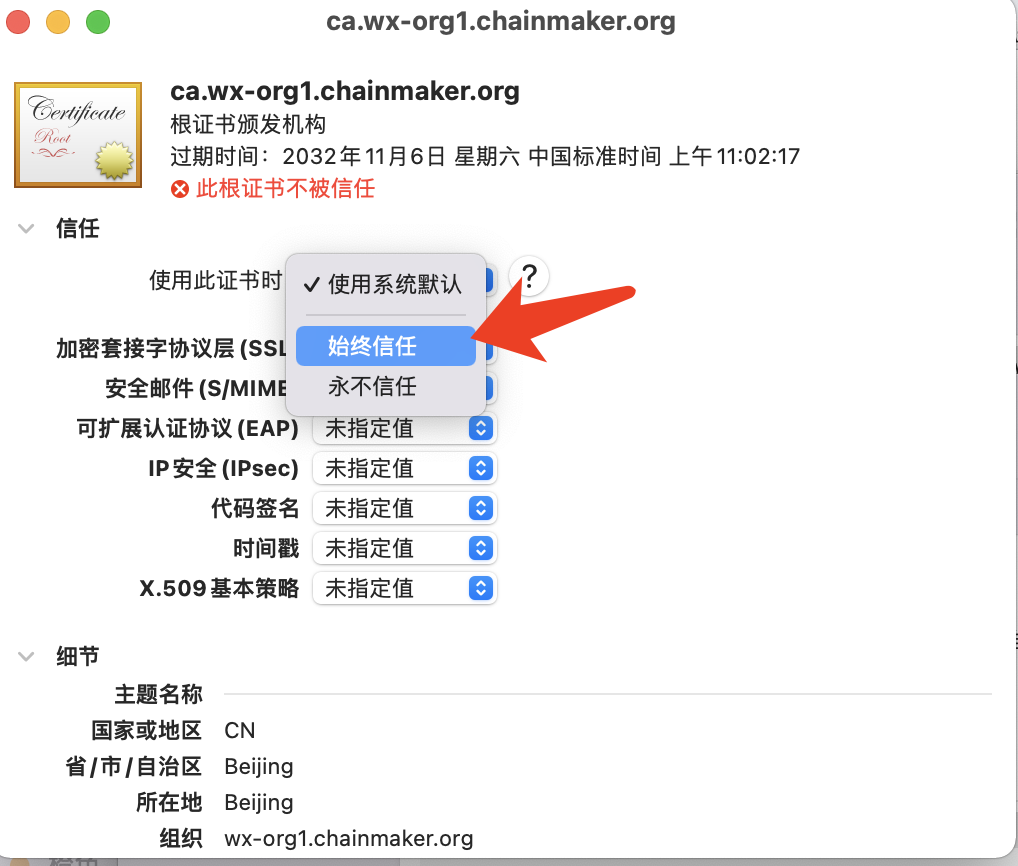 ca.wx-org1.chainmaker.org
Certificate
Root
ca.wx-org1.chainmaker.org
根证书颁发机构
过期时间：2032年11月6日 星期六 中国标准时间 上午11:02:17
此根证书不被信任
信任
使用此证书时
✓ 使用系统默认
?
始终信任
加密套接字协议层 (SSL
永不信任
安全邮件 (S/MIME
可扩展认证协议 (EAP) 未指定值
IP 安全 (IPsec) 未指定值
代码签名 未指定值
时间戳 未指定值
X.509 基本策略 未指定值
细节
主题名称
国家或地区 CN
省/市/自治区 Beijing
所在地 Beijing
组织 wx-org1.chainmaker.org